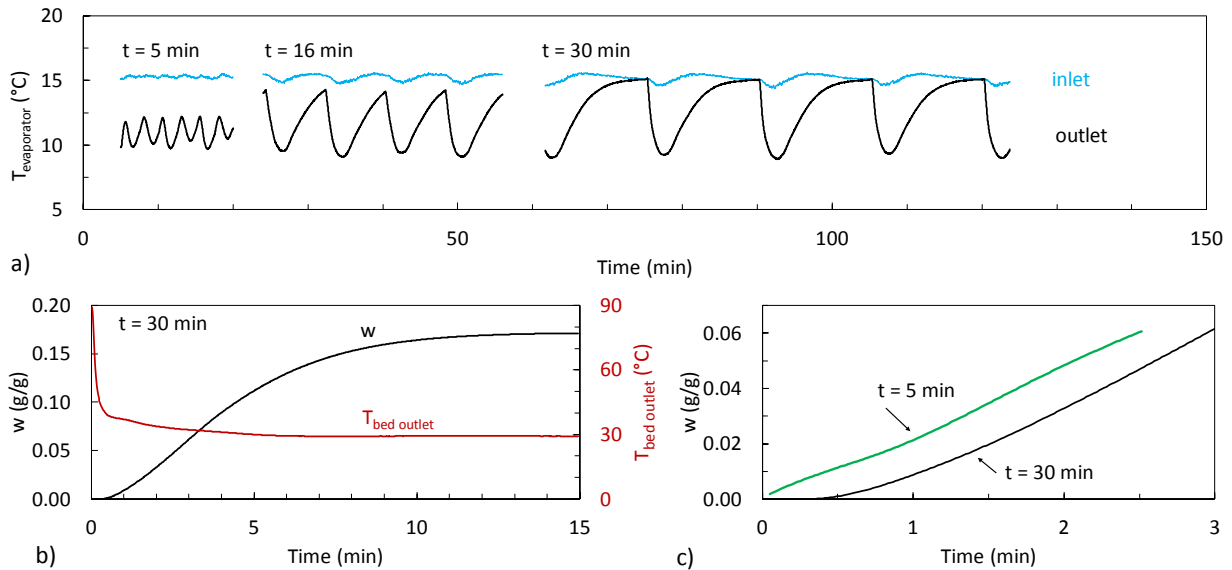 20
15
10
5
T evaporator (°C)
t = 5 min
t = 16 min
t = 30 min
inlet
outlet
0
50
100
150
Time (min)
a)
0.20
0.15
0.10
0.05
0.00
w (g/g)
t = 30 min
w
T bed outlet
90
60
30
0
T bed outlet (°C)
0
5
10
15
Time (min)
b)
0.06
0.04
0.02
0.00
w (g/g)
t = 5 min
t = 30 min
0
1
2
3
Time (min)
c)